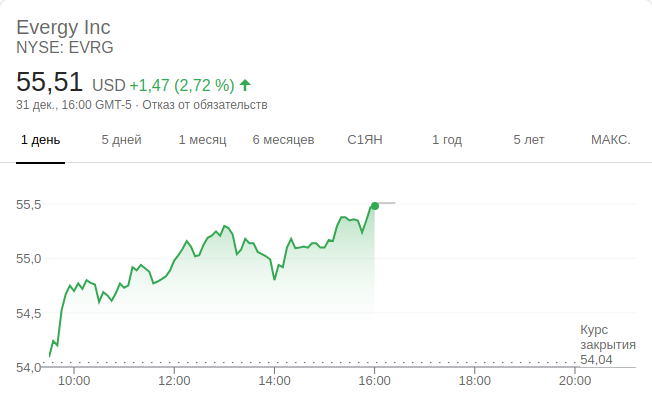 Evergy Inc
NYSE: EVRG
55,51 USD +1,47 (2,72 %)
31 дек., 16:00 GMT-5 · Отказ от обязательств
1 день 5 дней 1 месяц 6 месяцев С1ЯН 1 год 5 лет МАКС.
55,5
55,0
54,5
Курс
закрытия
54,04
54,0
10:00 12:00 14:00 16:00 18:00 20:00